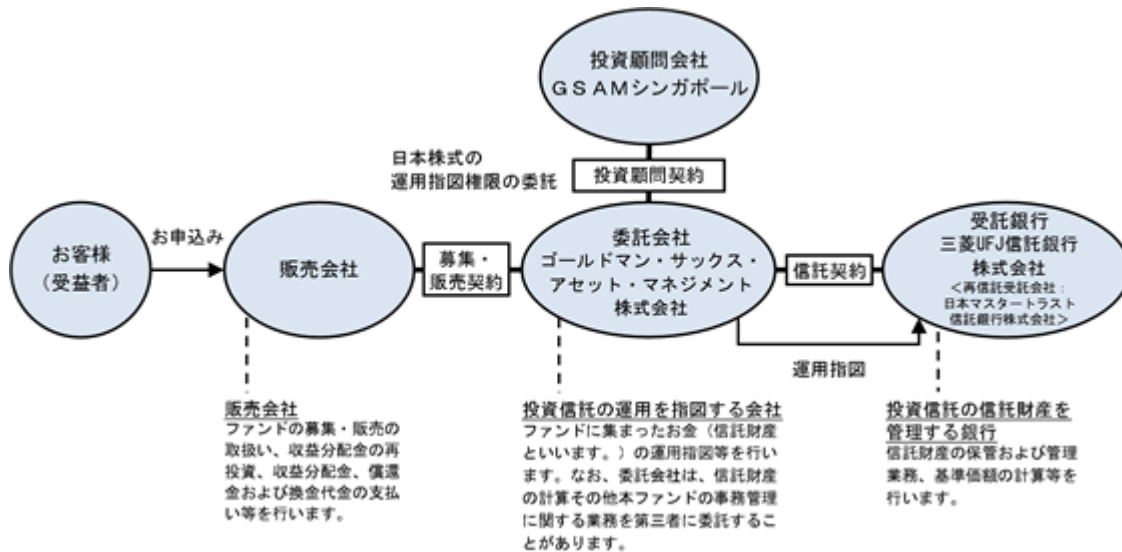 投資顧問会社
ＧＳＡＭシンガポール
日本株式の
運用指図権限の委託
投資顧問契約
お客様
（受益者）
お申込み
販売会社
募集・
販売契約
委託会社
ゴールドマン・サックス・
アセット・マネジメント
株式会社
信託契約
受託銀行
三菱UFJ信託銀行
株式会社
＜再信託受託会社：
日本マスタートラスト
信託銀行株式会社＞
運用指図
販売会社
ファンドの募集・販売の
取扱い、収益分配金の再
投資、収益分配金、償還
金および換金代金の支払
い等を行います。
投資信託の運用を指図する会社
ファンドに集まったお金（信託財産
といいます。）の運用指図等を行い
ます。なお、委託会社は、信託財産
の計算その他本ファンドの事務管理
に関する業務を第三者に委託するこ
とがあります。
投資信託の信託財産を
管理する銀行
信託財産の保管および管理
業務、基準価額の計算等を
行います。